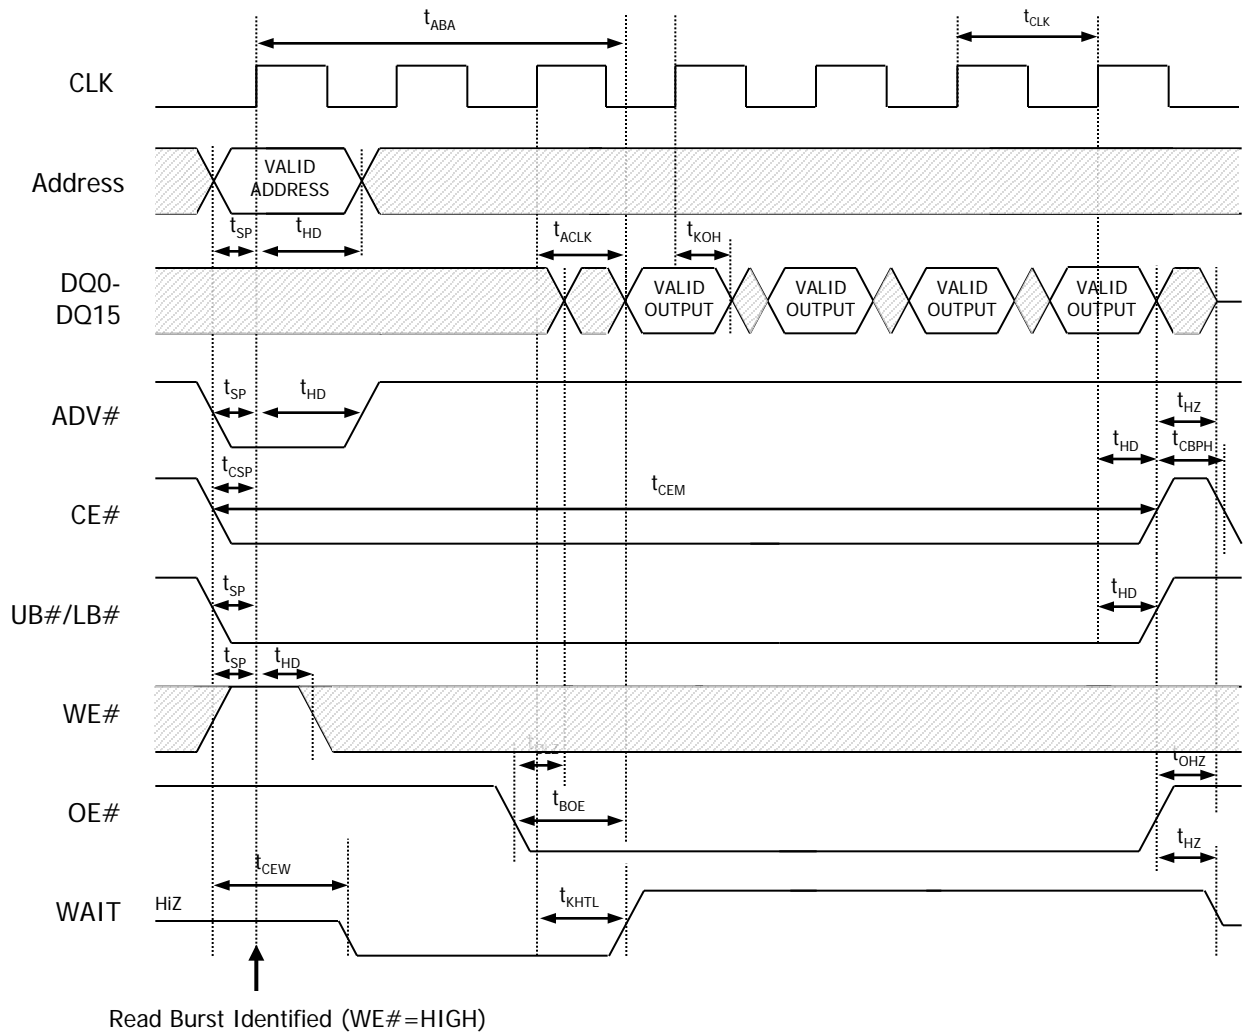 tABA
tCLK
CLK
Address
VALID
ADDRESS
tSP
tHD
tACLK
tKOH
DQ0-
DQ15
VALID
OUTPUT
VALID
OUTPUT
VALID
OUTPUT
VALID
OUTPUT
ADV#
tSP
tHD
tHZ
tHD
tCBPH
tCSP
CE#
tCEM
UB#/LB#
tSP
tHD
tSP
tHD
WE#
tOHZ
OE#
tBOE
tHZ
tCEW
WAIT
HiZ
tKHTL
Read Burst Identified (WE#=HIGH)